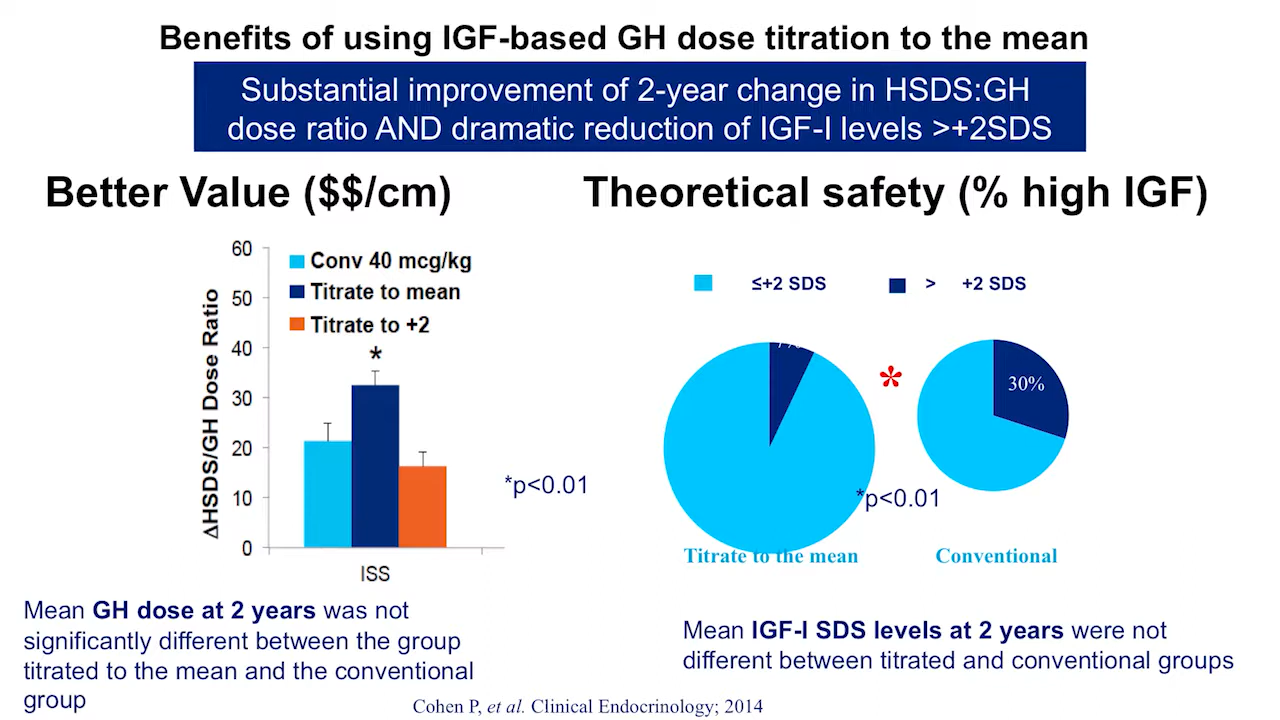 Benefits of using IGF-based GH dose titration to the mean
Substantial improvement of 2-year change in HSDS:GH
dose ratio AND dramatic reduction of IGF-I levels >+2SDS
Better Value ($$/cm)
60
50
40
30
20
10
0
ΔHSDS/GH Dose Ratio
Conv 40 mcg/kg
Titrate to mean
Titrate to +2
*
ISS
*p<0.01
Mean GH dose at 2 years was not
significantly different between the group
titrated to the mean and the conventional
group
Theoretical safety (% high IGF)
≤+2 SDS
> +2 SDS
*
30%
*p<0.01
Titrate to the mean
Conventional
Mean IGF-I SDS levels at 2 years were not
different between titrated and conventional groups
Cohen P, et al. Clinical Endocrinology; 2014